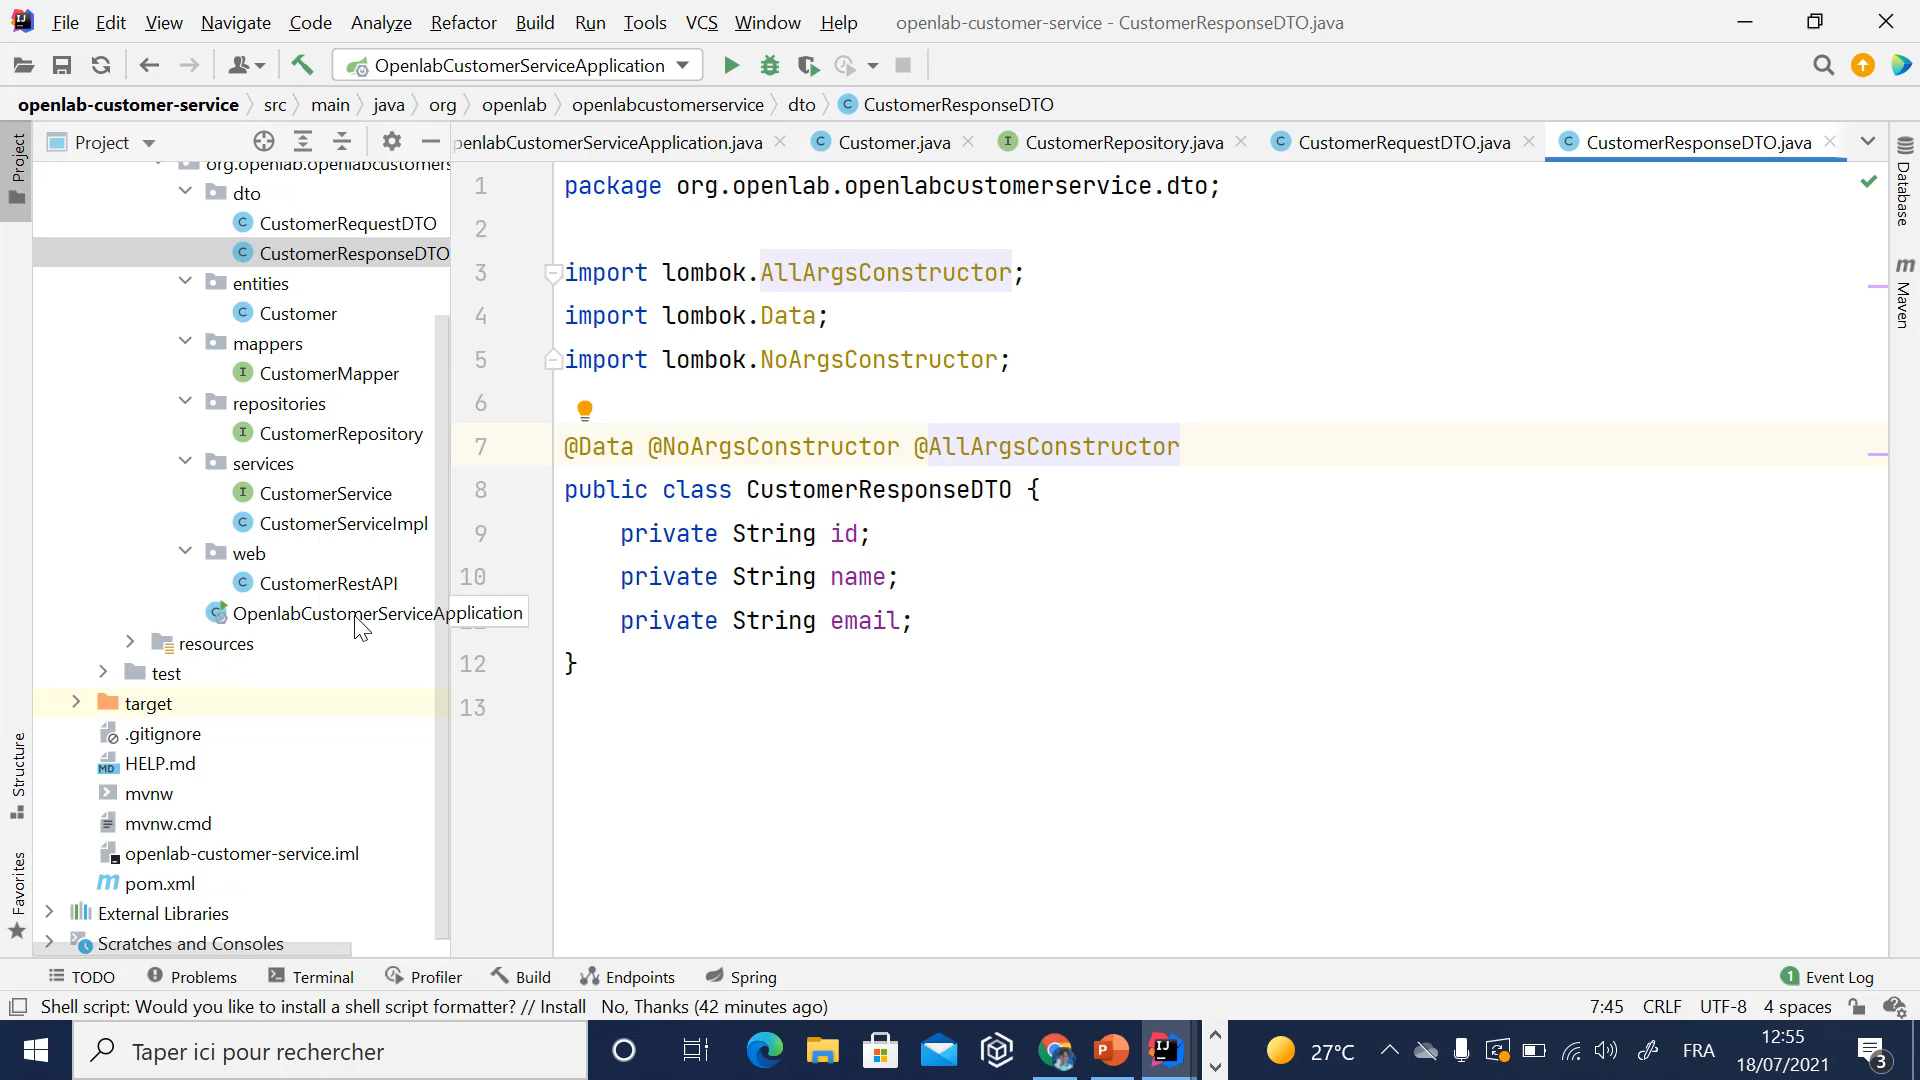 File Edit View Navigate Code Analyze Refactor Build Run Tools VCS Window Help openlab-customer-service - CustomerResponseDTO.java
OpenlabCustomerServiceApplication
openlab-customer-service src main java org openlab openlabcustomerservice dto CustomerResponseDTO
Project
penlabCustomerServiceApplication.java Customer.java CustomerRepository.java CustomerRequestDTO.java CustomerResponseDTO.java
Project
Structure
Favorites
org.openlab.openlabcustomers
dto
CustomerRequestDTO
CustomerResponseDTO
entities
Customer
mappers
CustomerMapper
repositories
CustomerRepository
services
CustomerService
CustomerServiceImpl
web
CustomerRestAPI
OpenlabCustomerServiceApplication
resources
test
target
.gitignore
HELP.md
mvnw
mvnw.cmd
openlab-customer-service.iml
pom.xml
External Libraries
Scratches and Consoles
1 package org.openlab.openlabcustomerservice.dto;
2
3 import lombok.AllArgsConstructor;
4 import lombok.Data;
5 import lombok.NoArgsConstructor;
6
7 @Data @NoArgsConstructor @AllArgsConstructor
8 public class CustomerResponseDTO {
9 private String id;
10 private String name;
private String email;
12 }
13
Database
Maven
TODO Problems Terminal Profiler Build Endpoints Spring 1 Event Log
Shell script: Would you like to install a shell script formatter? // Install No, Thanks (42 minutes ago) 7:45 CRLF UTF-8 4 spaces
Taper ici pour rechercher 27°C FRA 12:55
18/07/2021 3